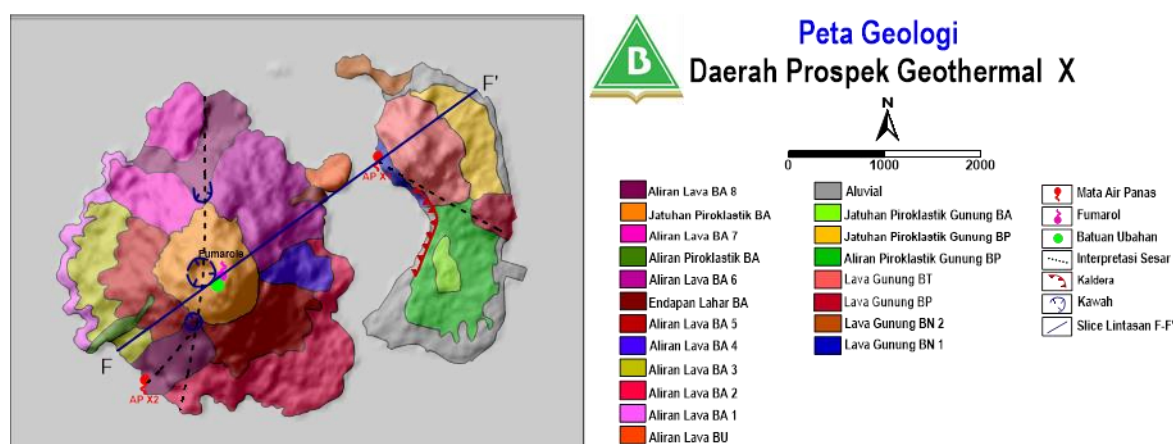 F'
AP X
Fumarole
F
AP X2
B
Peta Geologi
Daerah Prospek Geothermal X
N
0 1000 2000
Aliran Lava BA 8
Jatuhan Piroklastik BA
Aliran Lava BA 7
Aliran Piroklastik BA
Aliran Lava BA 6
Endapan Lahar BA
Aliran Lava BA 5
Aliran Lava BA 4
Aliran Lava BA 3
Aliran Lava BA 2
Aliran Lava BA 1
Aliran Lava BU
Aluvial
Jatuhan Piroklastik Gunung BA
Jatuhan Piroklastik Gunung BP
Aliran Piroklastik Gunung BP
Lava Gunung BT
Lava Gunung BP
Lava Gunung BN 2
Lava Gunung BN 1
Mata Air Panas
Fumarol
Batuan Ubahan
Interpretasi Sesar
Kaldera
Kawah
Slice Lintasan F-F'